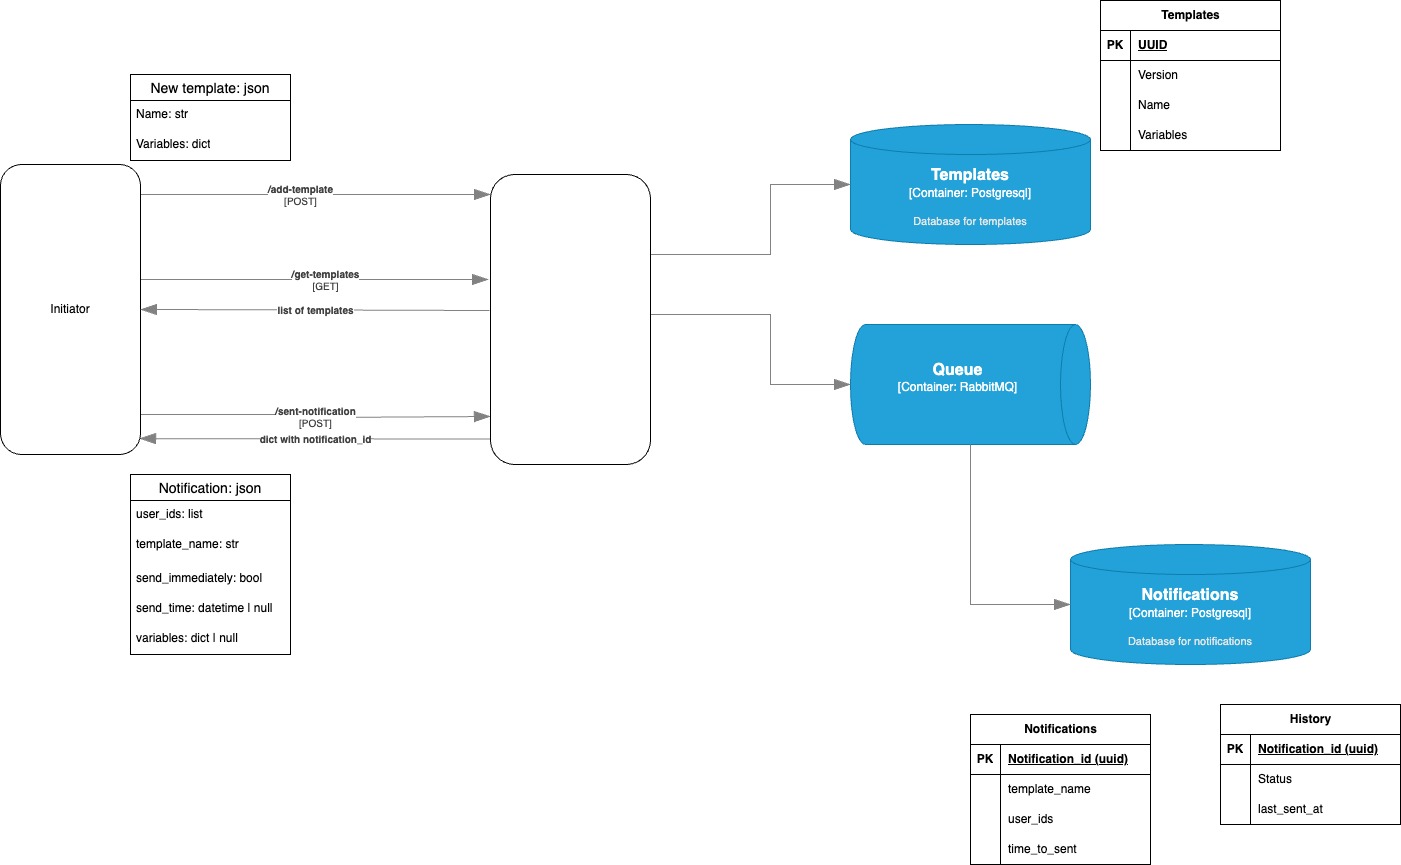 Templates
PK UUID
Version
Name
Variables
New template: json
Name: str
Variables: dict
Initiator
/add-template
[POST]
/get-templates
[GET]
list of templates
/sent-notification
[POST]
dict with notification_id
Templates
[Container: Postgresql]
Database for templates
Queue
[Container: RabbitMQ]
Notification: json
user_ids: list
template_name: str
send_immediately: bool
send_time: datetime | null
variables: dict | null
Notifications
[Container: Postgresql]
Database for notifications
Notifications
PK Notification_id (uuid)
template_name
user_ids
time_to_sent
History
PK Notification_id (uuid)
Status
last_sent_at